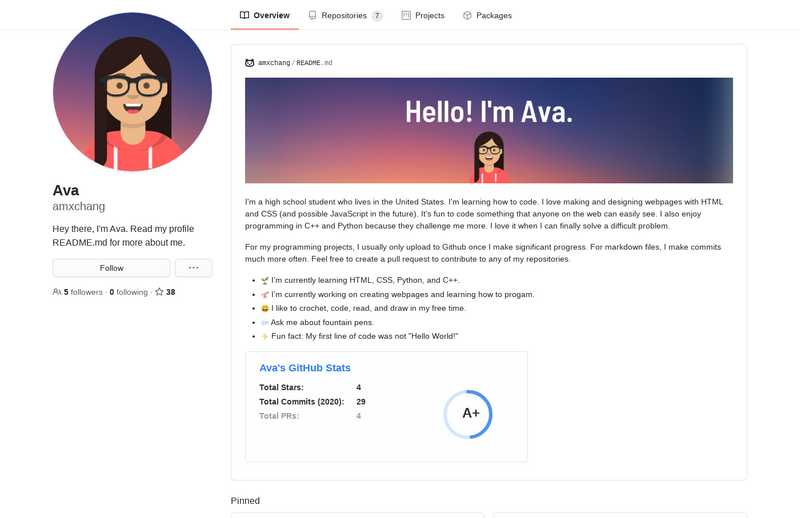 Overview Repositories 7 Projects Packages
amxchang/README.md
Hello! I'm Ava.
Ava
amxchang
Hey there, I'm Ava. Read my profile
README.md for more about me.
Follow
5 followers · 0 following · 38
I'm a high school student who lives in the United States. I'm learning how to code. I love making and designing webpages with HTML
and CSS (and possible JavaScript in the future). It's fun to code something that anyone on the web can easily see. I also enjoy
programming in C++ and Python because they challenge me more. I love it when I can finally solve a difficult problem.
For my programming projects, I usually only upload to Github once I make significant progress. For markdown files, I make commits
much more often. Feel free to create a pull request to contribute to any of my repositories.
• 🌱 I'm currently learning HTML, CSS, Python, and C++.
• I'm currently working on creating webpages and learning how to progam.
• 😄 I like to crochet, code, read, and draw in my free time.
• Ask me about fountain pens.
• Fun fact: My first line of code was not "Hello World!"
Ava's GitHub Stats
Total Stars: 4
Total Commits (2020): 29
Total PRs: 4
A+
Pinned